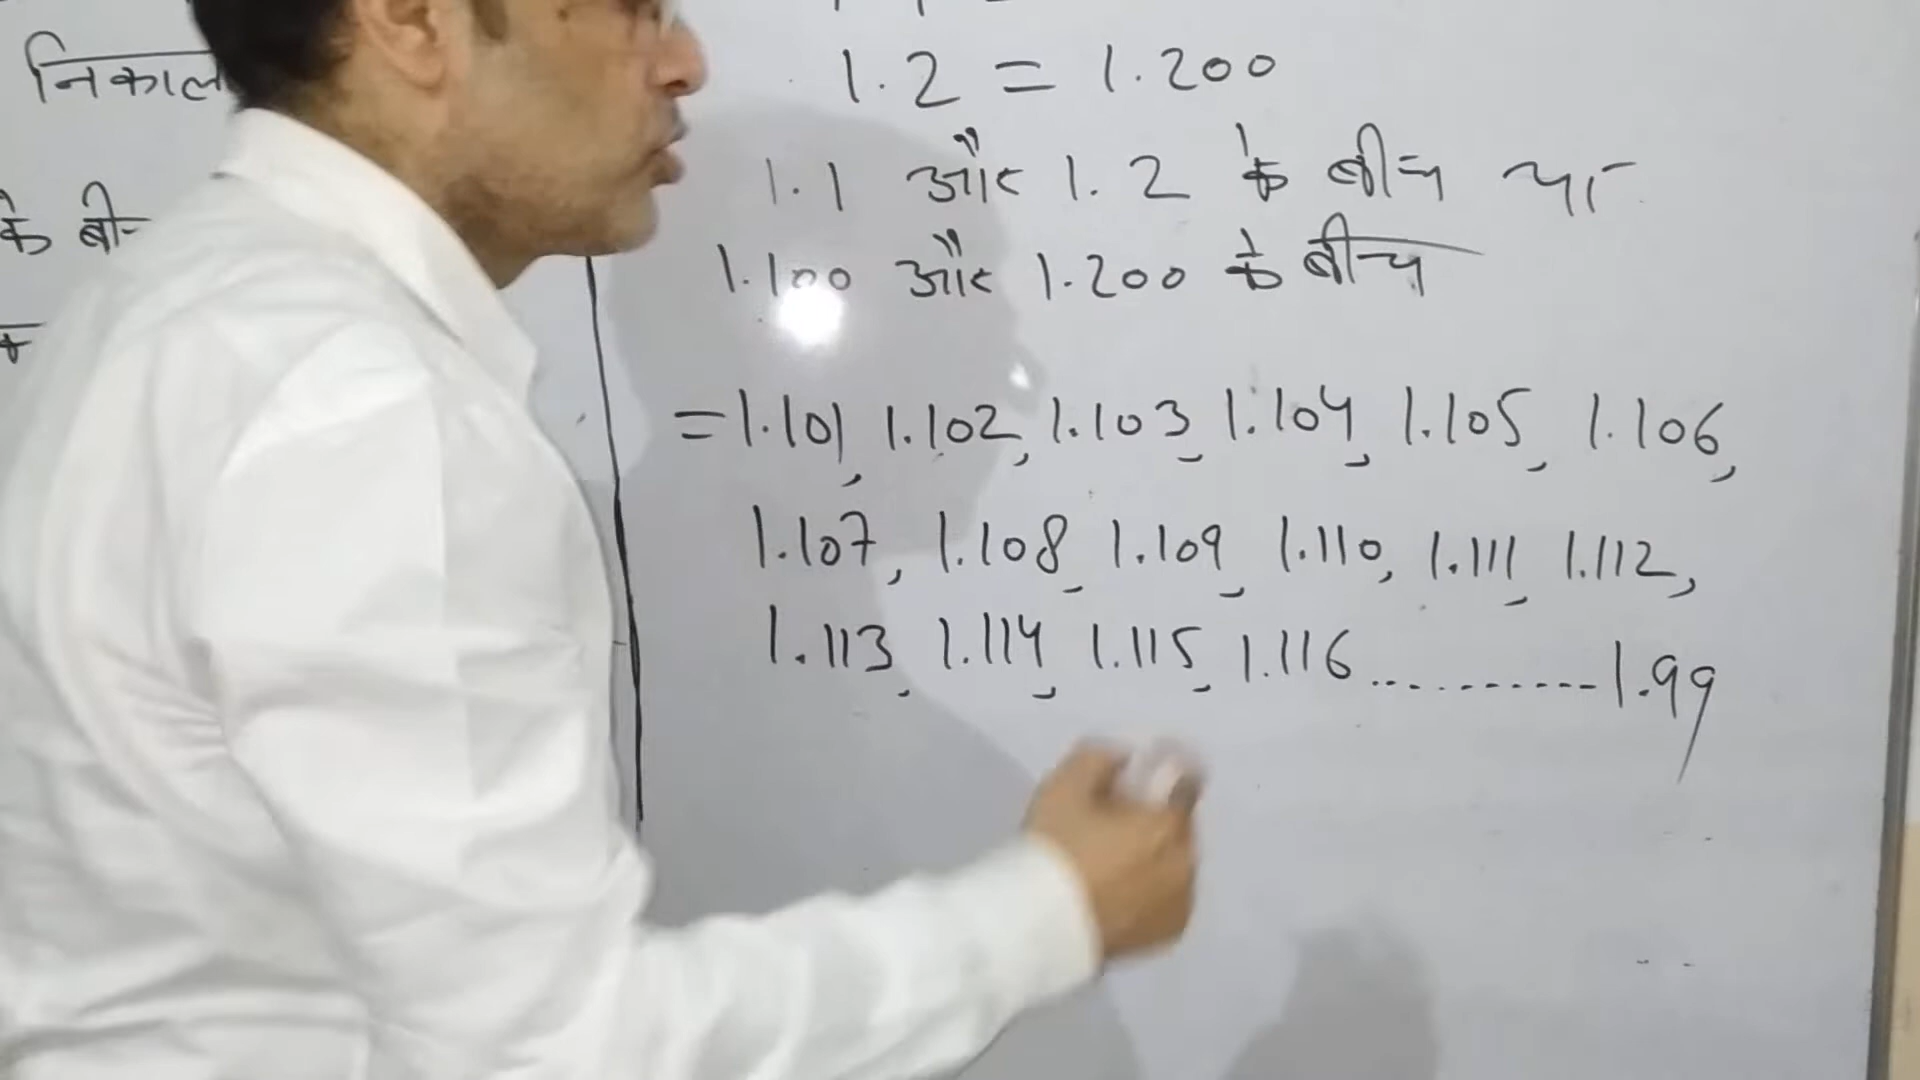 निकाल
के
1.2 = 1.200
1.1 और 1.2 के बीच या
1.100 और 1.200 के बीच
= 1.101, 1.102, 1.103, 1.104, 1.105, 1.106,
1.107, 1.108, 1.109, 1.110, 1.111, 1.112,
1.113, 1.114, 1.115, 1.116 ........... 1.99